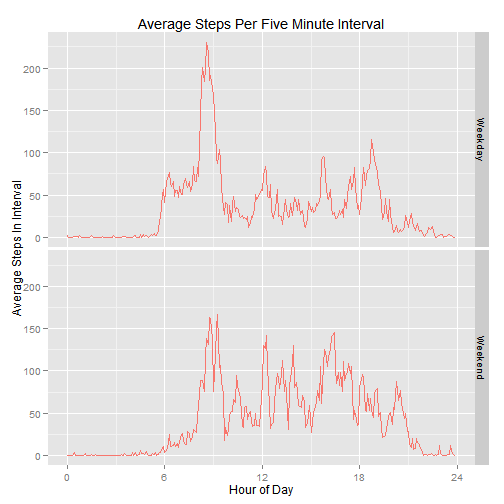 Average Steps Per Five Minute Interval
Average Steps In Interval
200
150
100
50
0
Weekday
200
150
100
50
0
Weekend
0 6 12 18 24
Hour of Day